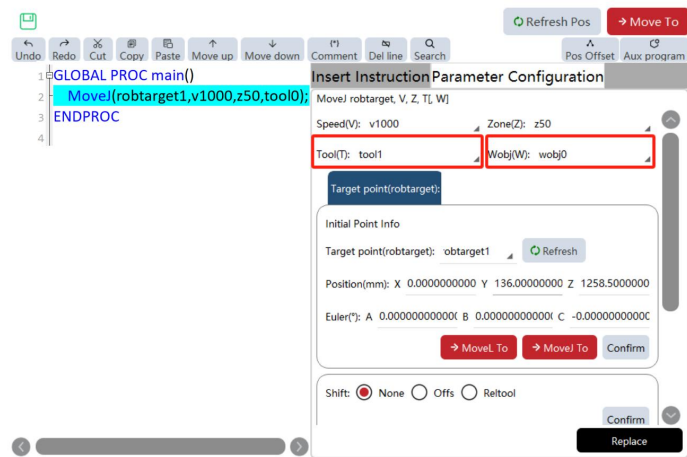 Refresh Pos → Move To
Undo Redo Cut Copy Paste Move up Move down Comment Del line Search Pos Offset Aux program
1 GLOBAL PROC main()
2 MoveJ(robtarget1,v1000,z50,tool0);
3 ENDPROC
4
Insert Instruction Parameter Configuration
MoveJ robtarget, V, Z, T[, W]
Speed(V): v1000 Zone(Z): z50
Tool(T): tool1 Wobj(W): wobj0
Target point(robtarget):
Initial Point Info
Target point(robtarget): obtarget1 Refresh
Position(mm): X 0.0000000000 Y 136.00000000 Z 1258.5000000
Euler(°): A 0.00000000000( B 0.00000000000( C -0.0000000000
→ MoveL To → MoveJ To Confirm
Shift: None Offs Reltool
Confirm
Replace